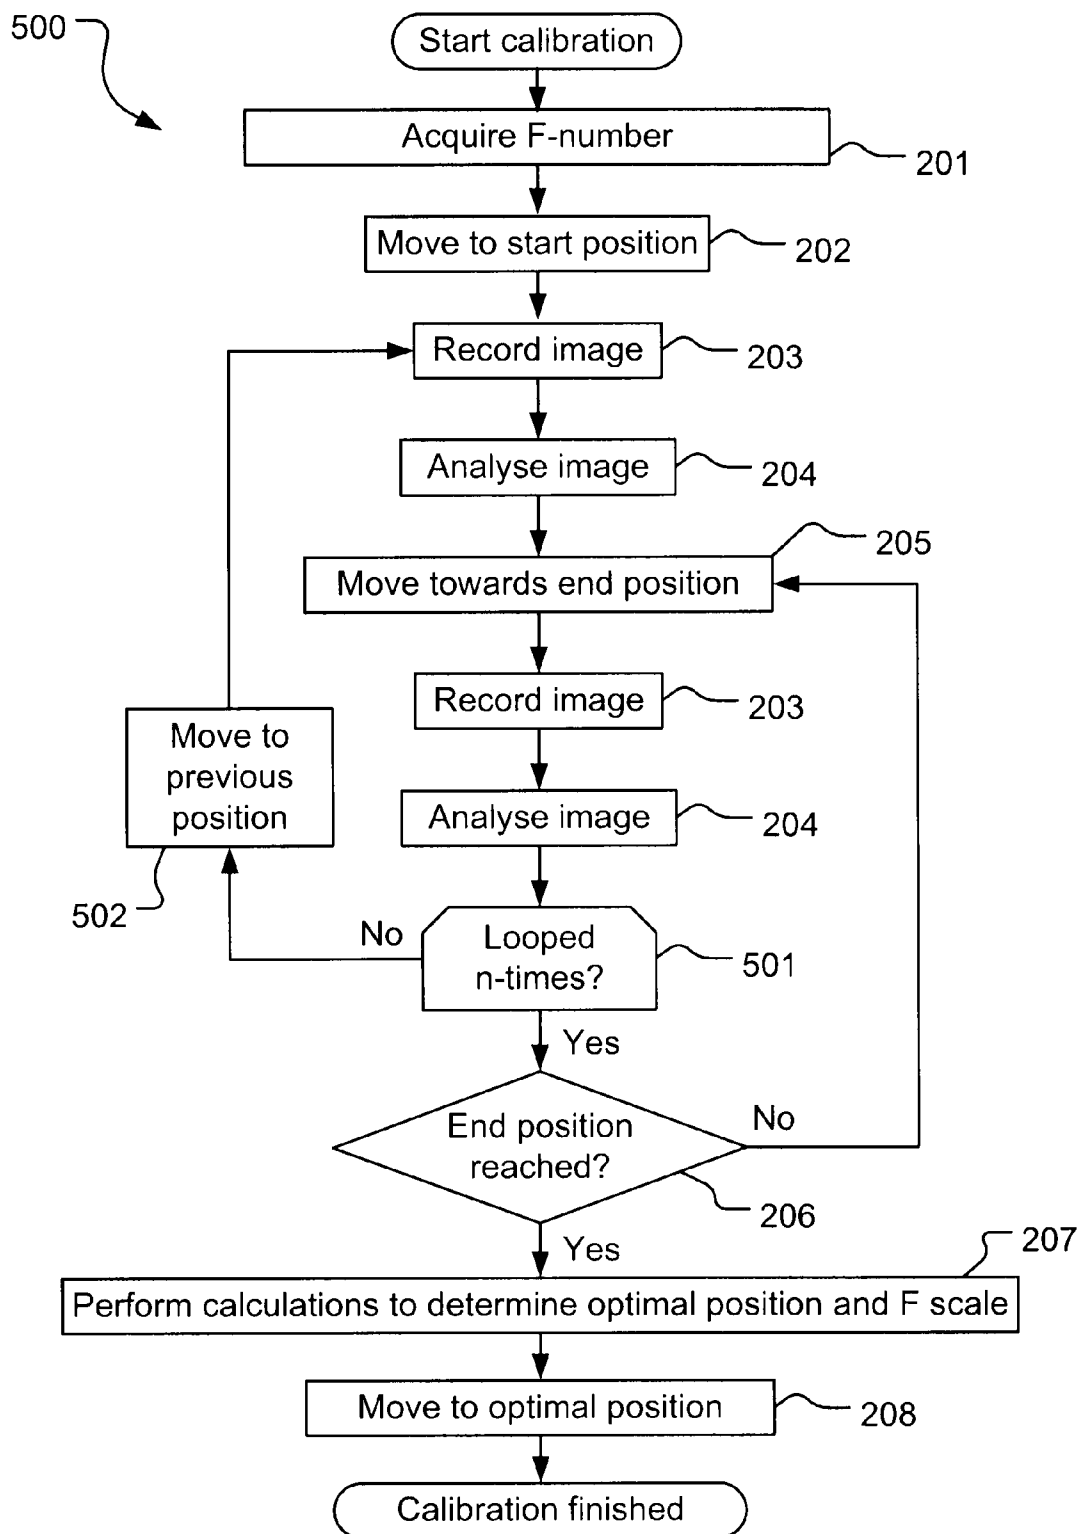 500
Start calibration
Acquire F-number
201
Move to start position
202
Record image
203
Analyse image
204
205
Move towards end position
Record image
203
Move to
previous
position
Analyse image
204
502
No
Looped
n-times?
501
Yes
End position
reached?
No
206
Yes
207
Perform calculations to determine optimal position and F scale
Move to optimal position
208
Calibration finished